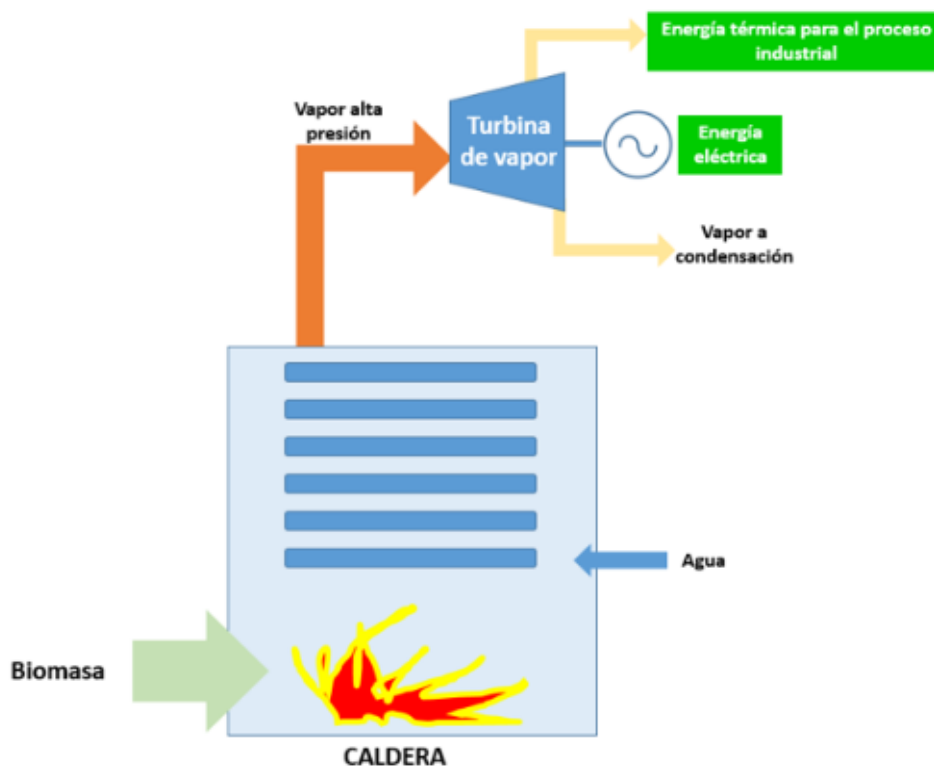 Energía térmica para el proceso
industrial
Vapor alta
presión
Turbina
de vapor
Energía
eléctrica
Vapor a
condensación
Agua
Biomasa
CALDERA